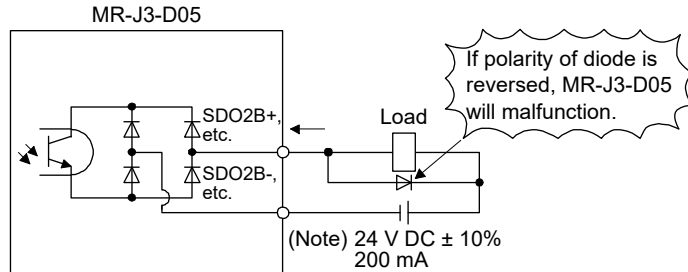 MR-J3-D05
If polarity of diode is
reversed, MR-J3-D05
will malfunction.
SDO2B+,
etc.
Load
SDO2B-,
etc.
(Note) 24 V DC ± 10%
200 mA